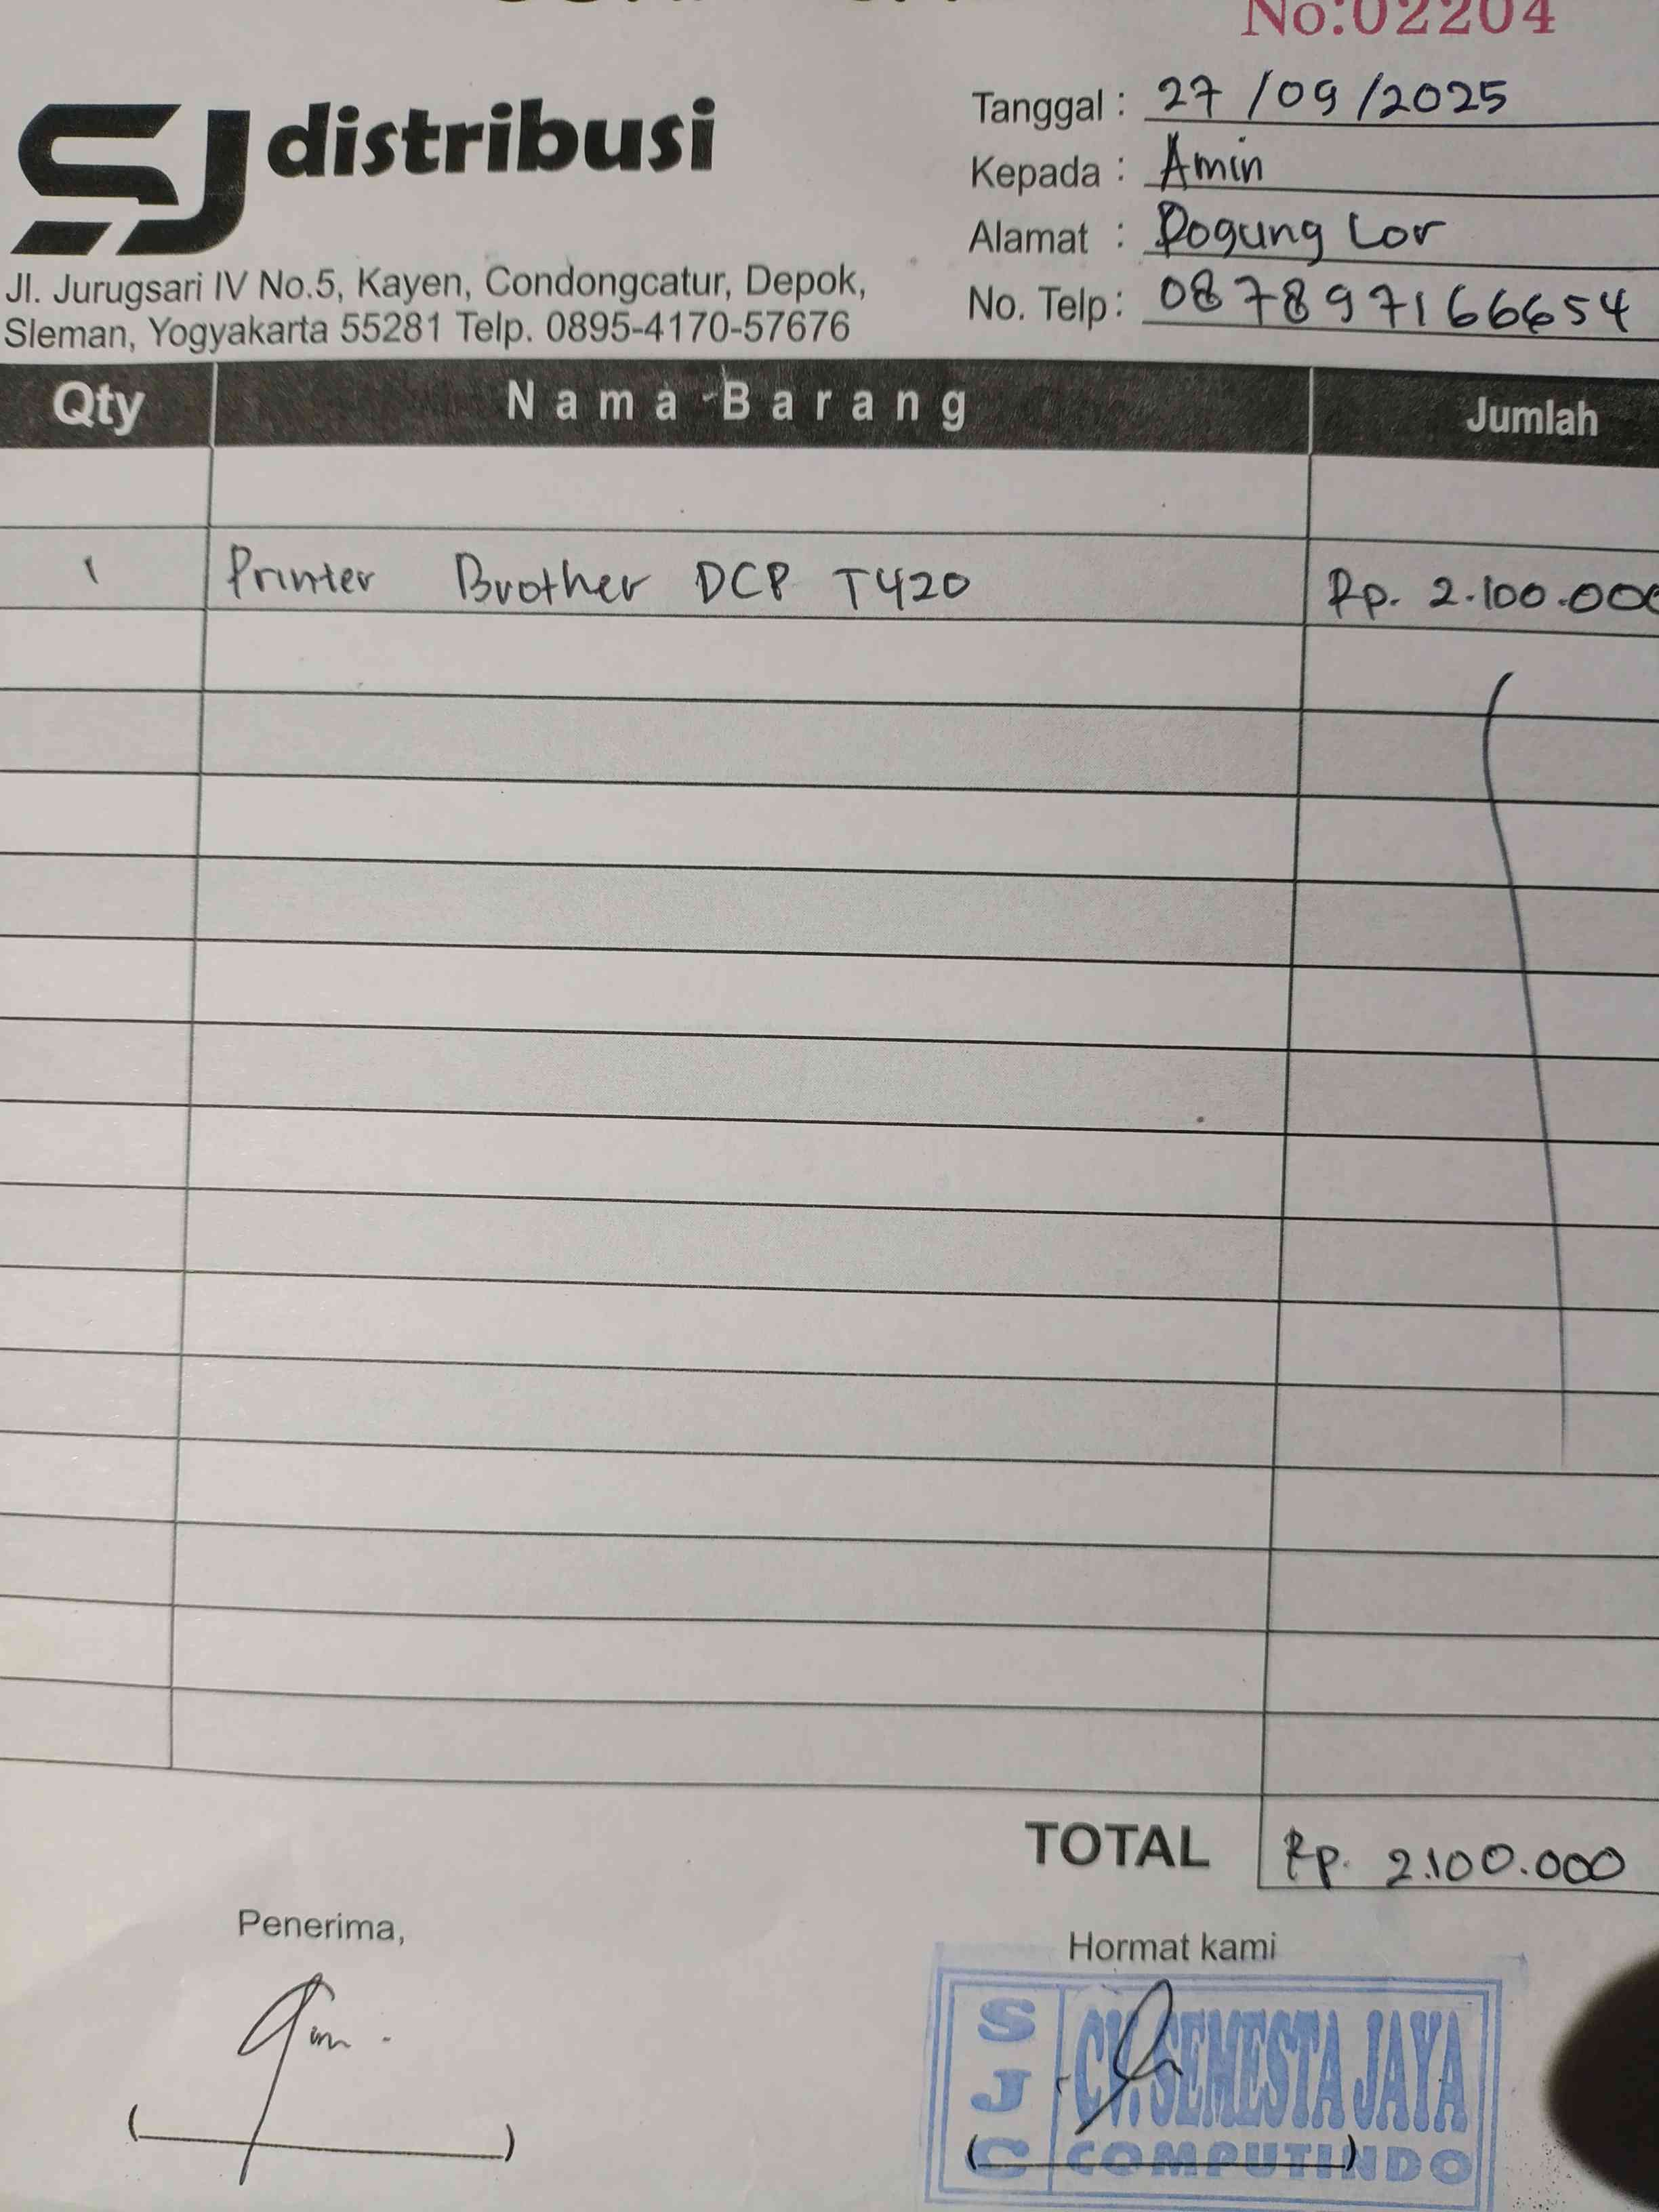 No:02204
SJ distribusi
Jl. Jurugsari IV No.5, Kayen, Condongcatur, Depok,
Sleman, Yogyakarta 55281 Telp. 0895-4170-57676
Tanggal : 27/09/2025
Kepada : Amin
Alamat : Pogung Lor
No. Telp : 087897166654
Qty Nama Barang Jumlah
1 Printer Brother DCP T420 Rp. 2.100.000
TOTAL Rp. 2.100.000
Penerima,
Hormat kami
SJC CV. SEMESTA JAYA
COMPUTINDO